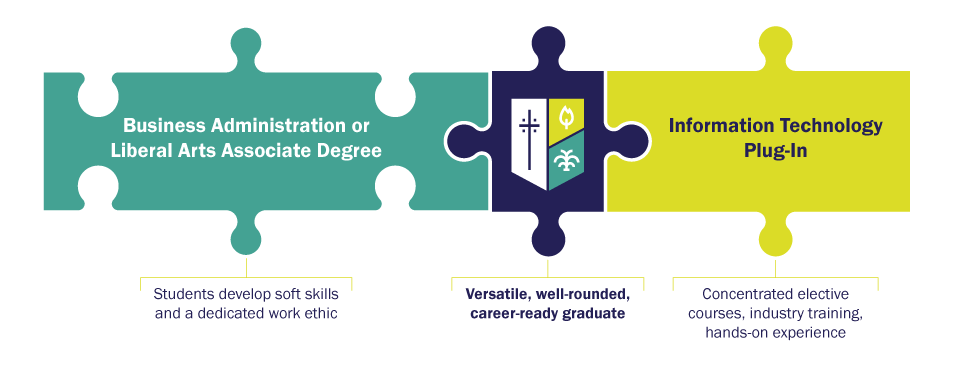 Business Administration or
Liberal Arts Associate Degree
Information Technology
Plug-In
Students develop soft skills
and a dedicated work ethic
Versatile, well-rounded,
career-ready graduate
Concentrated elective
courses, industry training,
hands-on experience